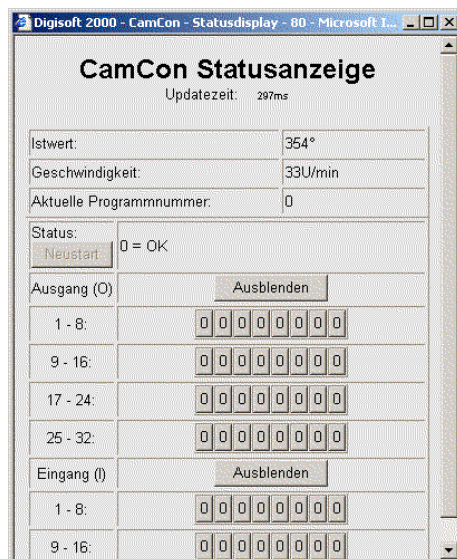 Digisoft 2000 - CamCon - Statusdisplay - 80 - Microsoft I...
CamCon Statusanzeige
Updatezeit: 297ms
Istwert: 354°
Geschwindigkeit: 33U/min
Aktuelle Programmnummer: 0
Status:
Neustart
0 = OK
Ausgang (O) Ausblenden
1 - 8: 0 0 0 0 0 0 0 0
9 - 16: 0 0 0 0 0 0 0 0
17 - 24: 0 0 0 0 0 0 0 0
25 - 32: 0 0 0 0 0 0 0 0
Eingang (I) Ausblenden
1 - 8: 0 0 0 0 0 0 0 0
9 - 16: 0 0 0 0 0 0 0 0